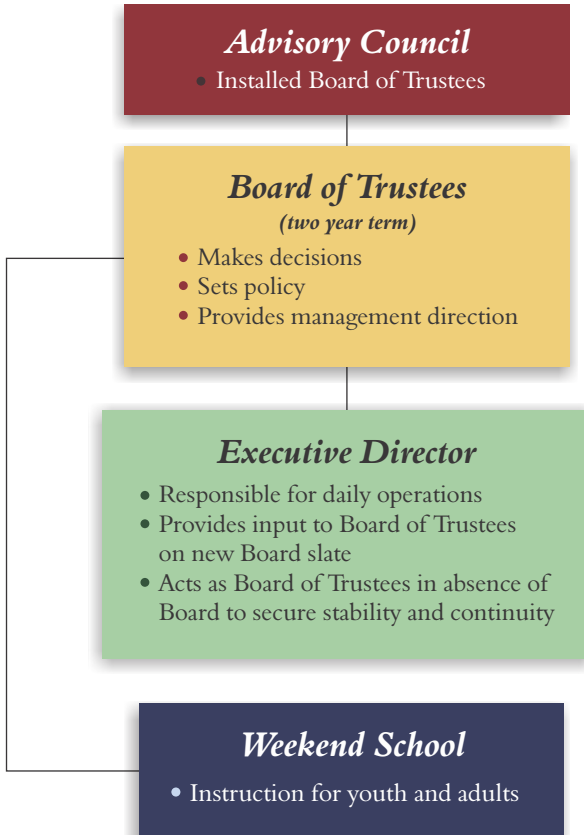 Advisory Council
• Installed Board of Trustees
Board of Trustees
(two year term)
• Makes decisions
• Sets policy
• Provides management direction
Executive Director
• Responsible for daily operations
• Provides input to Board of Trustees
on new Board slate
• Acts as Board of Trustees in absence of
Board to secure stability and continuity
Weekend School
• Instruction for youth and adults